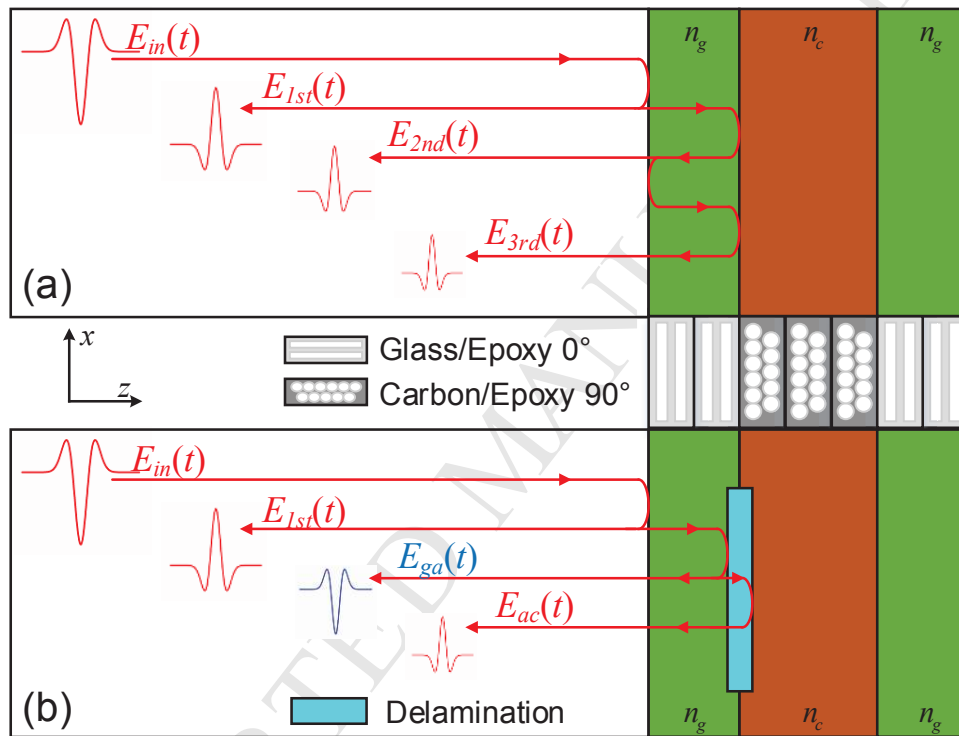 n_g n_c n_g
E_in(t)
E_1st(t)
E_2nd(t)
E_3rd(t)
(a)
x
z
Glass/Epoxy 0°
Carbon/Epoxy 90°
E_in(t)
E_1st(t)
E_ga(t)
E_ac(t)
(b)
Delamination
n_g n_c n_g